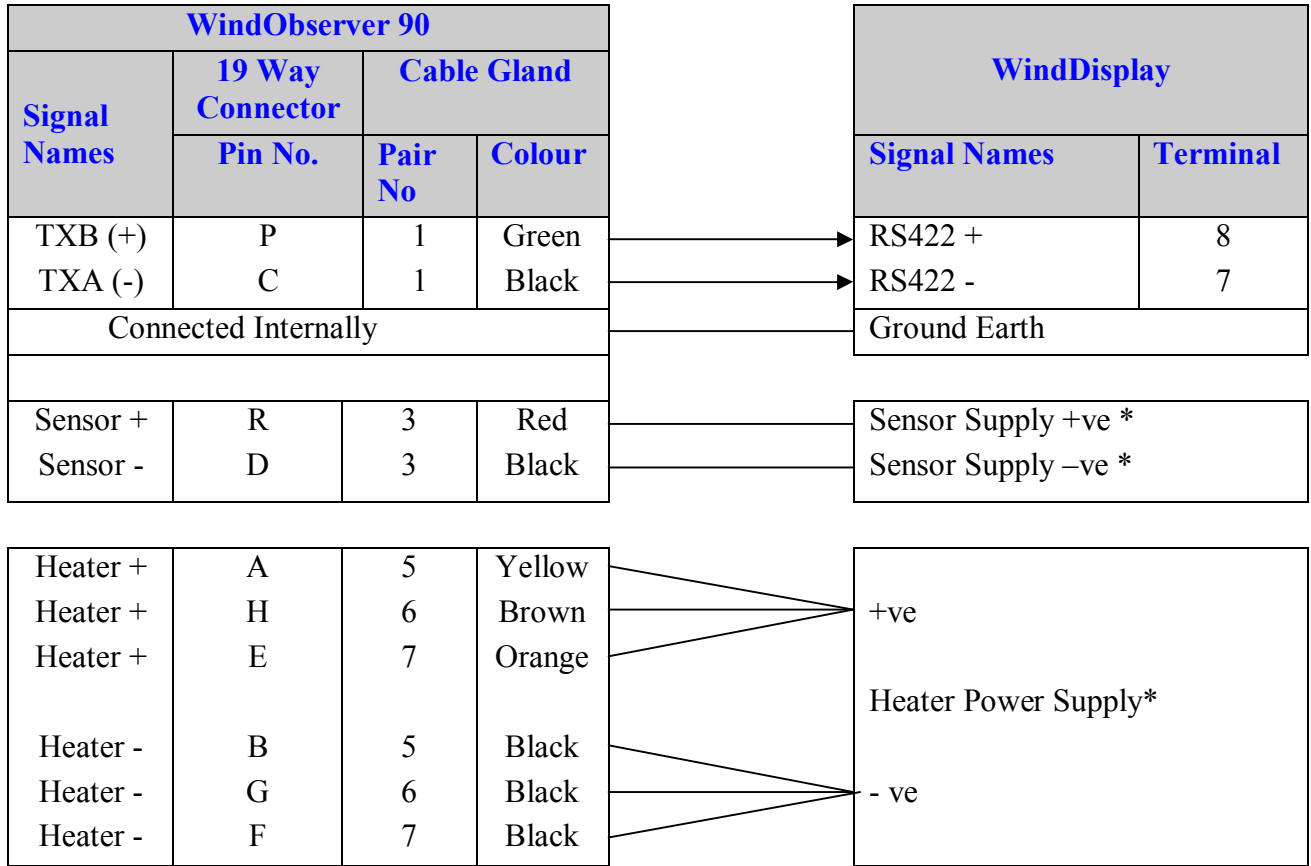 WindObserver 90
WindDisplay
Signal Names
19 Way Connector
Cable Gland
Pin No.
Pair No
Colour
Signal Names
Terminal
TXB (+) P 1 Green RS422 + 8
TXA (-) C 1 Black RS422 - 7
Connected Internally Ground Earth
Sensor + R 3 Red Sensor Supply +ve *
Sensor - D 3 Black Sensor Supply –ve *
Heater + A 5 Yellow
Heater + H 6 Brown +ve
Heater + E 7 Orange
Heater Power Supply*
Heater - B 5 Black
Heater - G 6 Black - ve
Heater - F 7 Black